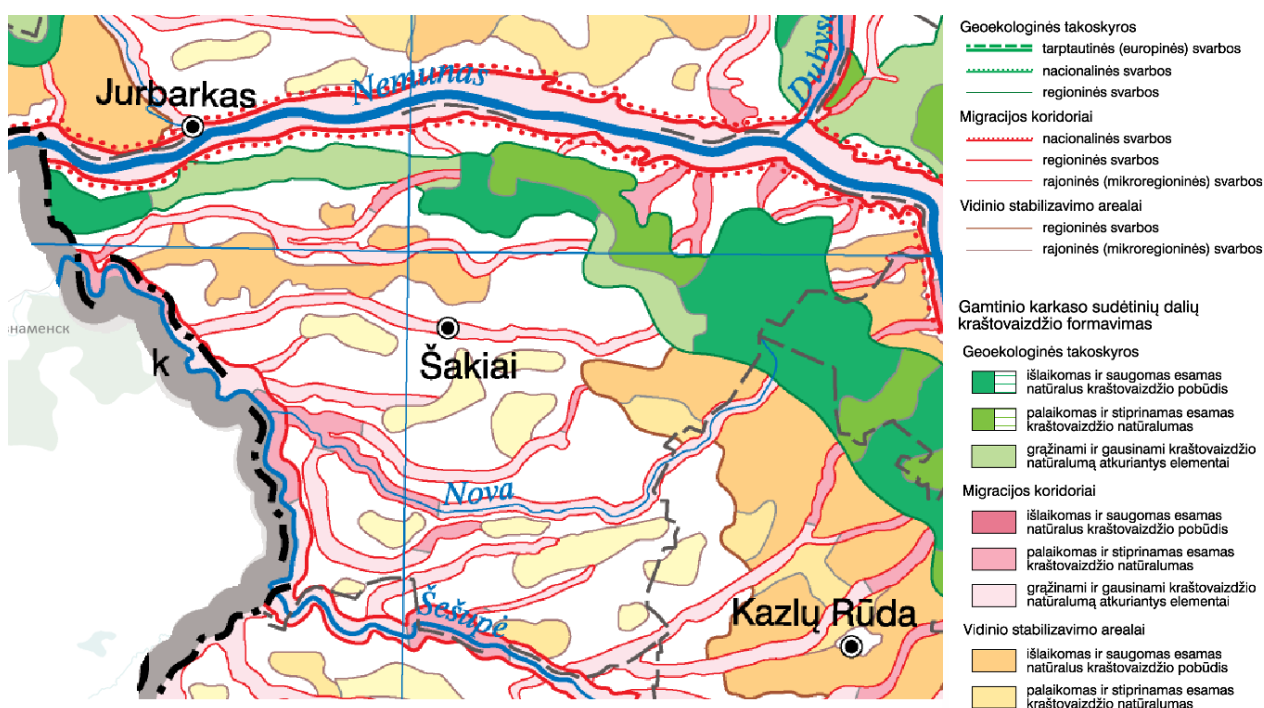 Jurbarkas
Nemunas
Dubysa
знаменск
k
Šakiai
Nova
Šešupė
Kazlų Rūda
Geoekologinės takoskyros
tarptautinės (europinės) svarbos
nacionalinės svarbos
regioninės svarbos
Migracijos koridoriai
nacionalinės svarbos
regioninės svarbos
rajoninės (mikroregioninės) svarbos
Vidinio stabilizavimo arealai
regioninės svarbos
rajoninės (mikroregioninės) svarbos
Gamtinio karkaso sudėtinių dalių
kraštovaizdžio formavimas
Geoekologinės takoskyros
išlaikomas ir saugomas esamas
natūralus kraštovaizdžio pobūdis
palaikomas ir stiprinamas esamas
kraštovaizdžio natūralumas
grąžinami ir gausinami kraštovaizdžio
natūralumą atkuriantys elementai
Migracijos koridoriai
išlaikomas ir saugomas esamas
natūralus kraštovaizdžio pobūdis
palaikomas ir stiprinamas esamas
kraštovaizdžio natūralumas
grąžinami ir gausinami kraštovaizdžio
natūralumą atkuriantys elementai
Vidinio stabilizavimo arealai
išlaikomas ir saugomas esamas
natūralus kraštovaizdžio pobūdis
palaikomas ir stiprinamas esamas
kraštovaizdžio natūralumas